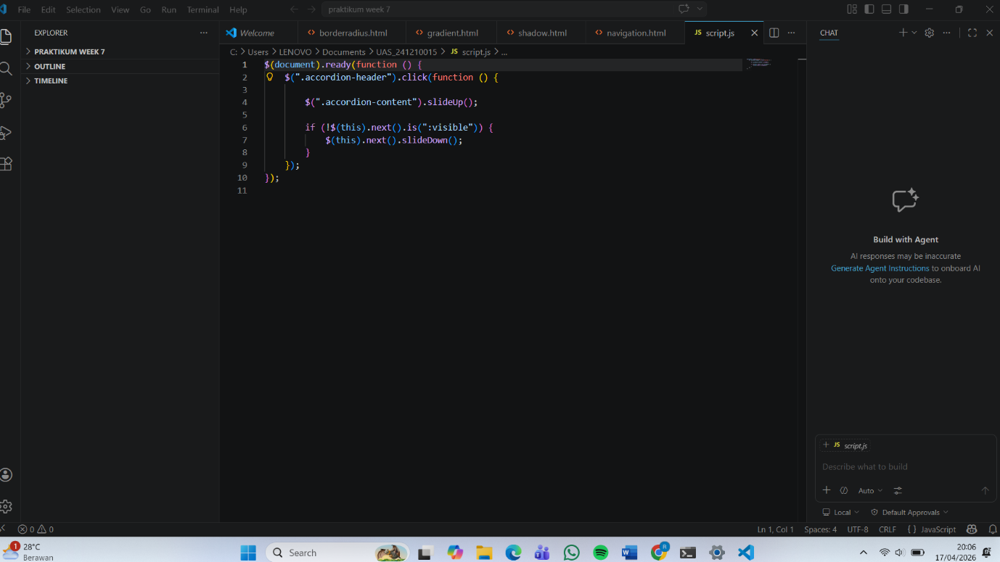 File Edit Selection View Go Run Terminal Help
praktikum week 7
EXPLORER
PRAKTIKUM WEEK 7
OUTLINE
TIMELINE
Welcome
borderradius.html
gradient.html
shadow.html
navigation.html
JS script.js
C: > Users > LENOVO > Documents > UAS_241210015 > JS script.js > ...
1 $(document).ready(function () {
2 $(".accordion-header").click(function () {
3
4 $(".accordion-content").slideUp();
5
6 if (!$(this).next().is(":visible")) {
7 $(this).next().slideDown();
8 }
9 });
10 });
11
CHAT
Build with Agent
AI responses may be inaccurate
Generate Agent Instructions to onboard AI
onto your codebase.
JS script.js
Describe what to build
Auto
Local
Default Approvals
0 0
Ln 1, Col 1 Spaces: 4 UTF-8 CRLF { } JavaScript
1
28°C
Berawan
Search
R
20:06
17/04/2026